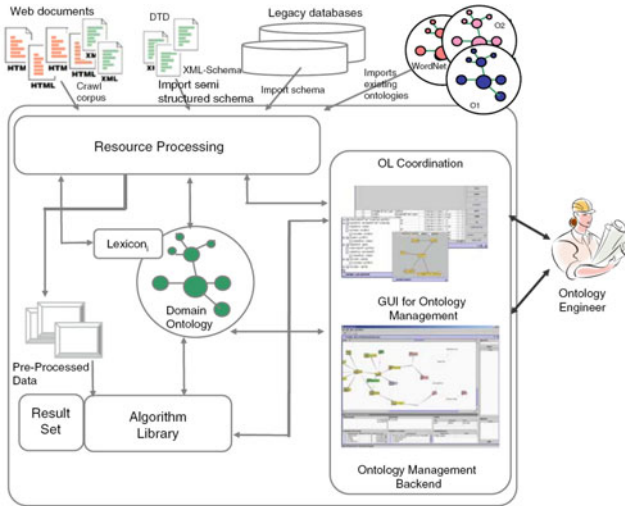 Web documents
DTD
Legacy databases
O2
WordNet
O1
HTM
HTM
XM
HTML
HTML
XML
XM
XML-Schema
Crawl
corpus
Import semi
structured schema
Import schema
Imports
existing
ontologies
Resource Processing
OL Coordination
Lexicon i
Domain
Ontology
GUI for Ontology
Management
Ontology
Engineer
Pre-Processed
Data
Result
Set
Algorithm
Library
Ontology Management
Backend